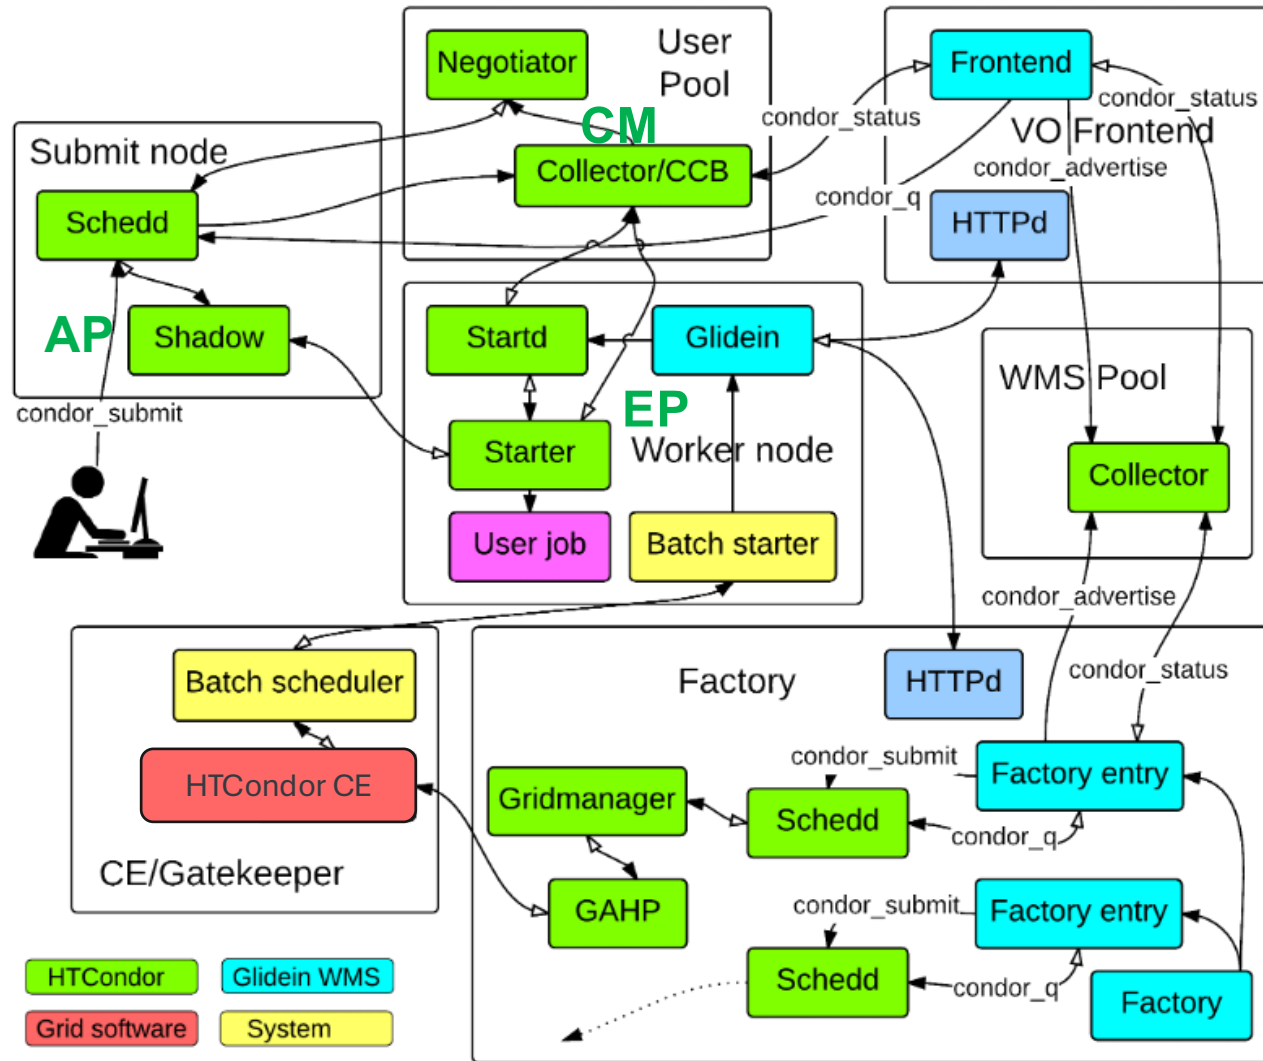 User
Pool
Negotiator
CM
Collector/CCB
condor_status
Frontend
condor_status
VO Frontend
condor_advertise
condor_q
HTTPd
Submit node
Schedd
AP
Shadow
condor_submit
Startd
Glidein
EP
Starter
Worker node
User job
Batch starter
WMS Pool
Collector
condor_advertise
condor_status
Batch scheduler
HTCondor CE
CE/Gatekeeper
Factory
HTTPd
condor_submit
Factory entry
Gridmanager
Schedd
condor_q
GAHP
condor_submit
Factory entry
Schedd
condor_q
Factory
HTCondor
Glidein WMS
Grid software
System